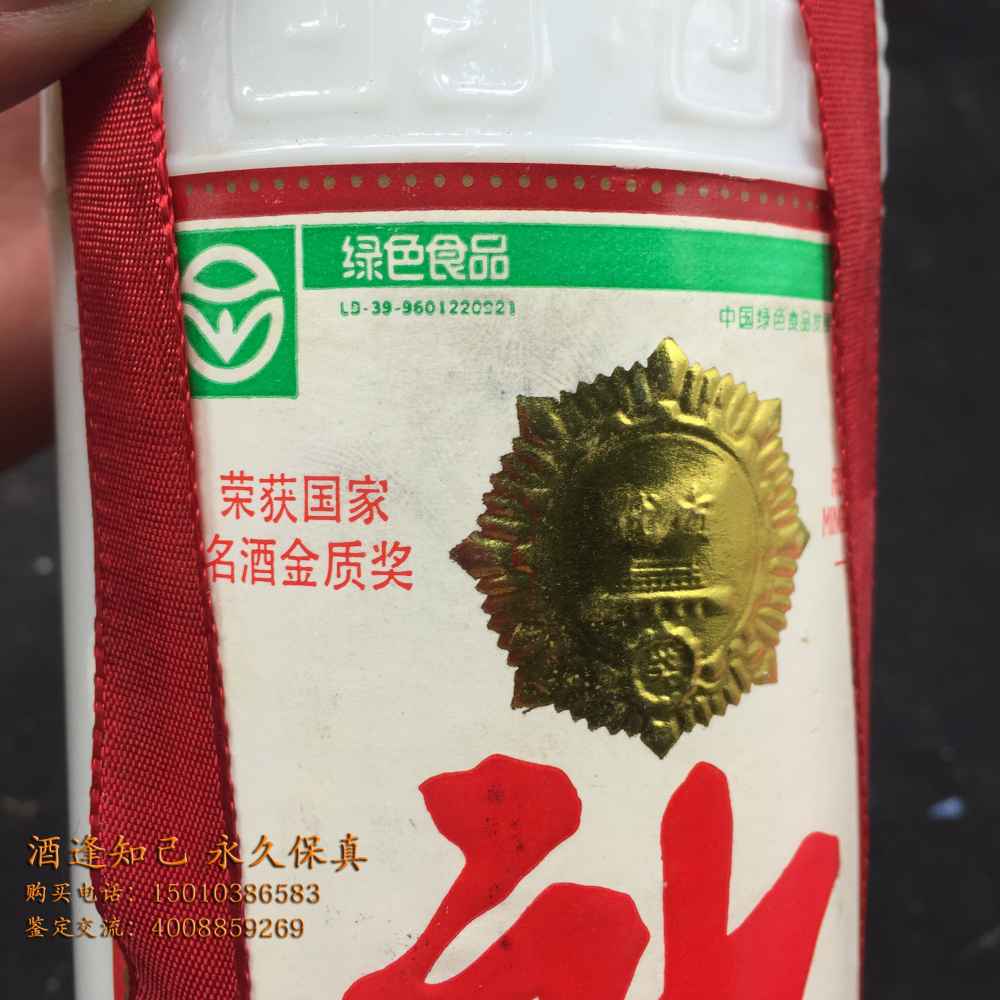 绿色食品
LB-39-9601220921
中国绿色食品发
荣获国家
名酒金质奖
酒逢知己 永久保真
购买电话: 15010386583
鉴定交流: 4008859269